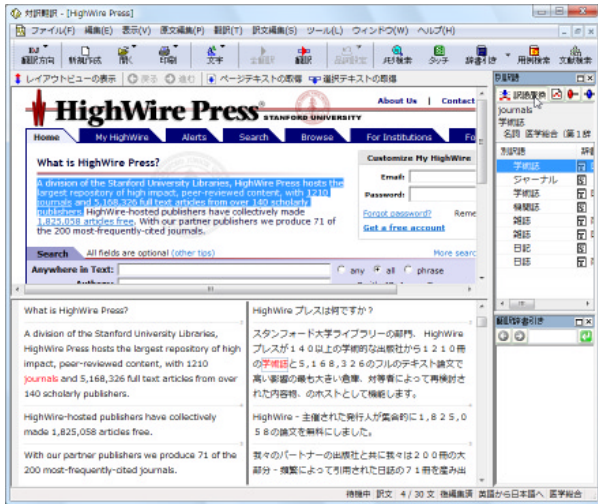 対訳翻訳 - [HighWire Press]
ファイル(F) 編集(E) 表示(V) 原文編集(P) 翻訳(T) 訳文編集(S) ツール(L) ウィンドウ(W) ヘルプ(H)
翻訳方向 新規作成 開く 印刷 文字 全翻訳 翻訳 品詞設定 用例検索 タッチ 辞書引き 用例検索 文献検索
レイアウトビューの表示 戻る 進む ページテキストの取得 選択テキストの取得
HighWire Press
STANFORD UNIVERSITY
About Us | Contact
Home My HighWire Alerts Search Browse For Institutions Fo
What is HighWire Press?
A division of the Stanford University Libraries, HighWire Press hosts the
largest repository of high impact, peer-reviewed content, with 1210
journals and 5,168,326 full text articles from over 140 scholarly
publishers. HighWire-hosted publishers have collectively made
1,825,058 articles free. With our partner publishers we produce 71 of
the 200 most-frequently-cited journals.
Customize My HighWire
Email:
Password:
Forgot password? Reme
Get a free account
Search All fields are optional (other tips) More searc
Anywhere in Text: any all phrase
What is HighWire Press?
A division of the Stanford University Libraries,
HighWire Press hosts the largest repository of high
impact, peer-reviewed content, with 1210
journals and 5,168,326 full text articles from over
140 scholarly publishers.
HighWire-hosted publishers have collectively
made 1,825,058 articles free.
With our partner publishers we produce 71 of the
200 most-frequently-cited journals.
HighWire プレスは何ですか?
スタンフォード大学ライブラリーの部門、 HighWire
プレスが１４０以上の学術的な出版社から１２１０冊
の学術誌と５,１６８,３２６のフルのテキスト論文で
高い影響の最も大きい倉庫、対等者によって再検討さ
れた内容物、のホストとして機能します。
HighWire - 主催された発行人が集合的に１,８２５,０
５８の論文を無料にしました。
我々のパートナーの出版社と共に我々は２００冊の大
部分 - 頻繁によって引用された日誌の７１冊を産み出
訳語置換
journals
学術誌
名詞 医学総合 (第１辞
別訳語
学術誌
ジャーナル
学術誌
機関誌
雑誌
雑誌
日記
日誌
翻訳辞書引き
待機中 訳文 4 / 30 文 後編集済 英語から日本語へ 医学総合